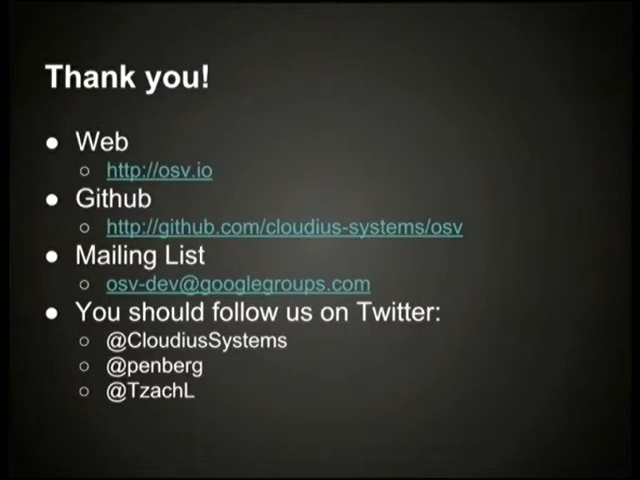 Thank you!
● Web
○ http://osv.io
● Github
○ http://github.com/cloudius-systems/osv
● Mailing List
○ osv-dev@googlegroups.com
● You should follow us on Twitter:
○ @CloudiusSystems
○ @penberg
○ @TzachL